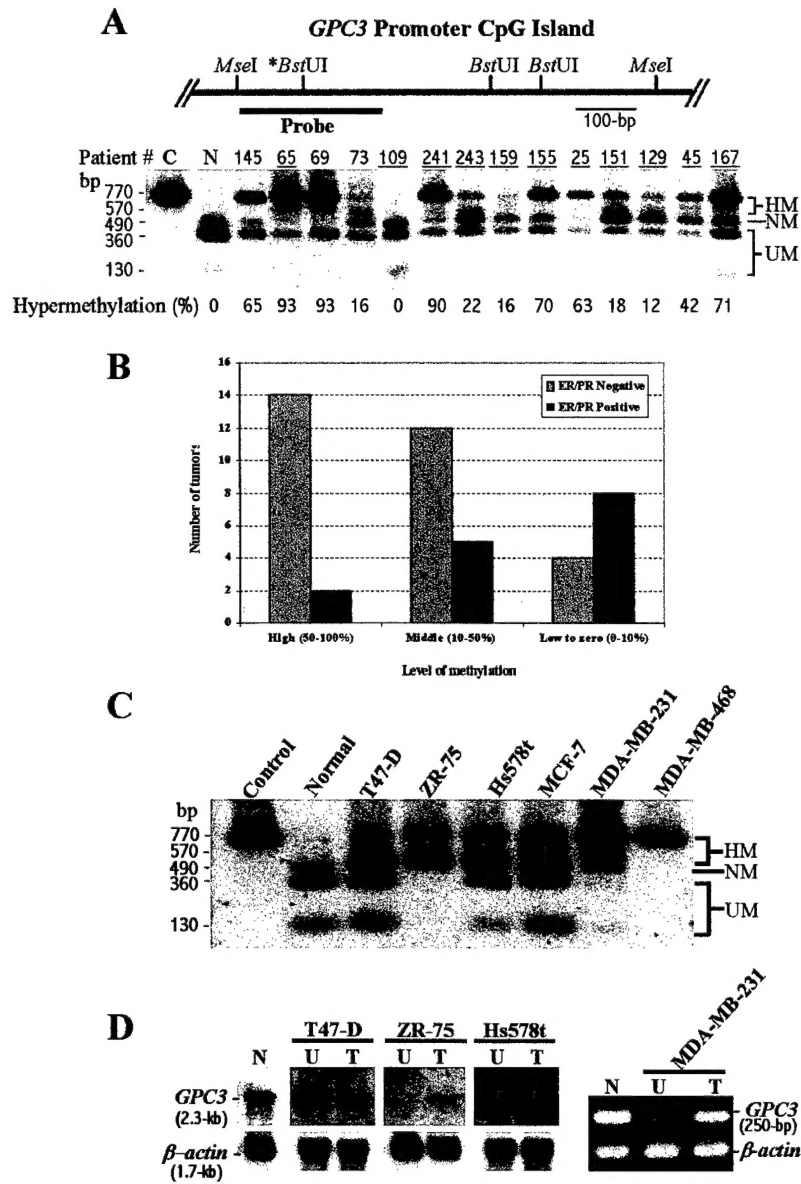 A
GPC3 Promoter CpG Island
MseI *BstUI BstUI BstUI MseI
Probe
100-bp
Patient # C N 145 65 69 73 109 241 243 159 155 25 151 129 45 167
bp
770
570
490
360
130 -
HM
NM
UM
Hypermethylation (%) 0 65 93 93 16 0 90 22 16 70 63 18 12 42 71
B
16
14
12
10
8
6
4
2
0
Number of tumors
ER/PR Negative
ER/PR Positive
High (50-100%) Middle (10-50%) Low to zero (0-10%)
Level of methylation
C
Control Normal T47-D ZR-75 Hs578t MCF-7 MDA-MB-231 MDA-MB-468
bp
770 -
570 -
490 -
360 -
130 -
HM
NM
UM
D
T47-D ZR-75 Hs578t MDA-MB-231
N U T U T U T N U T
GPC3
(2.3-kb)
β-actin
(1.7-kb)
GPC3
(250-bp)
β-actin